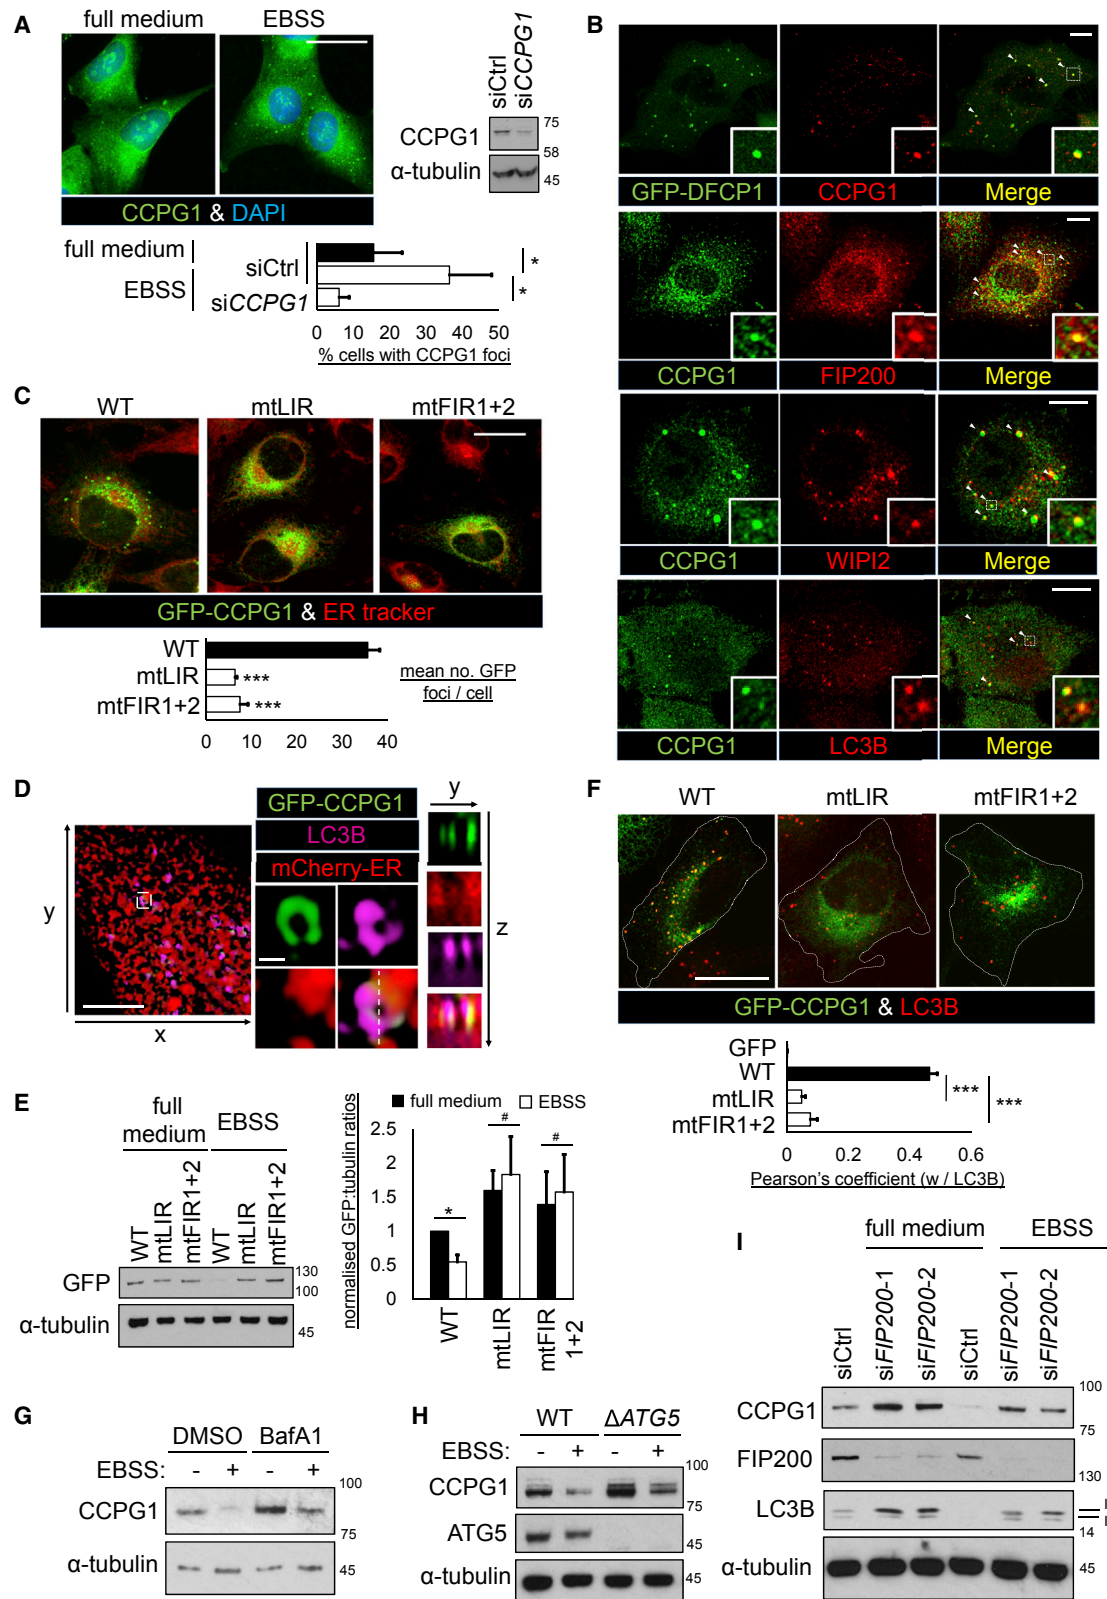 A
full medium
EBSS
CCPG1 & DAPI
siCtrl
siCCPG1
CCPG1
α-tubulin
75
58
45
full medium
EBSS
siCtrl
siCCPG1
*
*
0 10 20 30 40 50
% cells with CCPG1 foci
B
GFP-DFCP1 CCPG1 Merge
CCPG1 FIP200 Merge
CCPG1 WIPI2 Merge
CCPG1 LC3B Merge
C
WT mtLIR mtFIR1+2
GFP-CCPG1 & ER tracker
WT
mtLIR ***
mtFIR1+2 ***
mean no. GFP
foci / cell
0 10 20 30 40
D
y
x
GFP-CCPG1
LC3B
mCherry-ER
y
z
E
full
medium
EBSS
WT
mtLIR
mtFIR1+2
WT
mtLIR
mtFIR1+2
GFP
130
100
α-tubulin
45
normalised GFP:tubulin ratios
full medium EBSS
2.5
2
1.5
1
0.5
0
*
#
#
WT
mtLIR
mtFIR
1+2
F
WT mtLIR mtFIR1+2
GFP-CCPG1 & LC3B
GFP
WT
mtLIR
mtFIR1+2
***
***
0 0.2 0.4 0.6
Pearson's coefficient (w / LC3B)
G
DMSO BafA1
EBSS: - + - +
CCPG1
100
75
α-tubulin
45
H
WT ΔATG5
EBSS: - + - +
CCPG1
100
75
ATG5
45
α-tubulin
45
I
full medium
EBSS
siCtrl
siFIP200-1
siFIP200-2
siCtrl
siFIP200-1
siFIP200-2
CCPG1
100
75
FIP200
130
LC3B
I
I
14
α-tubulin
45